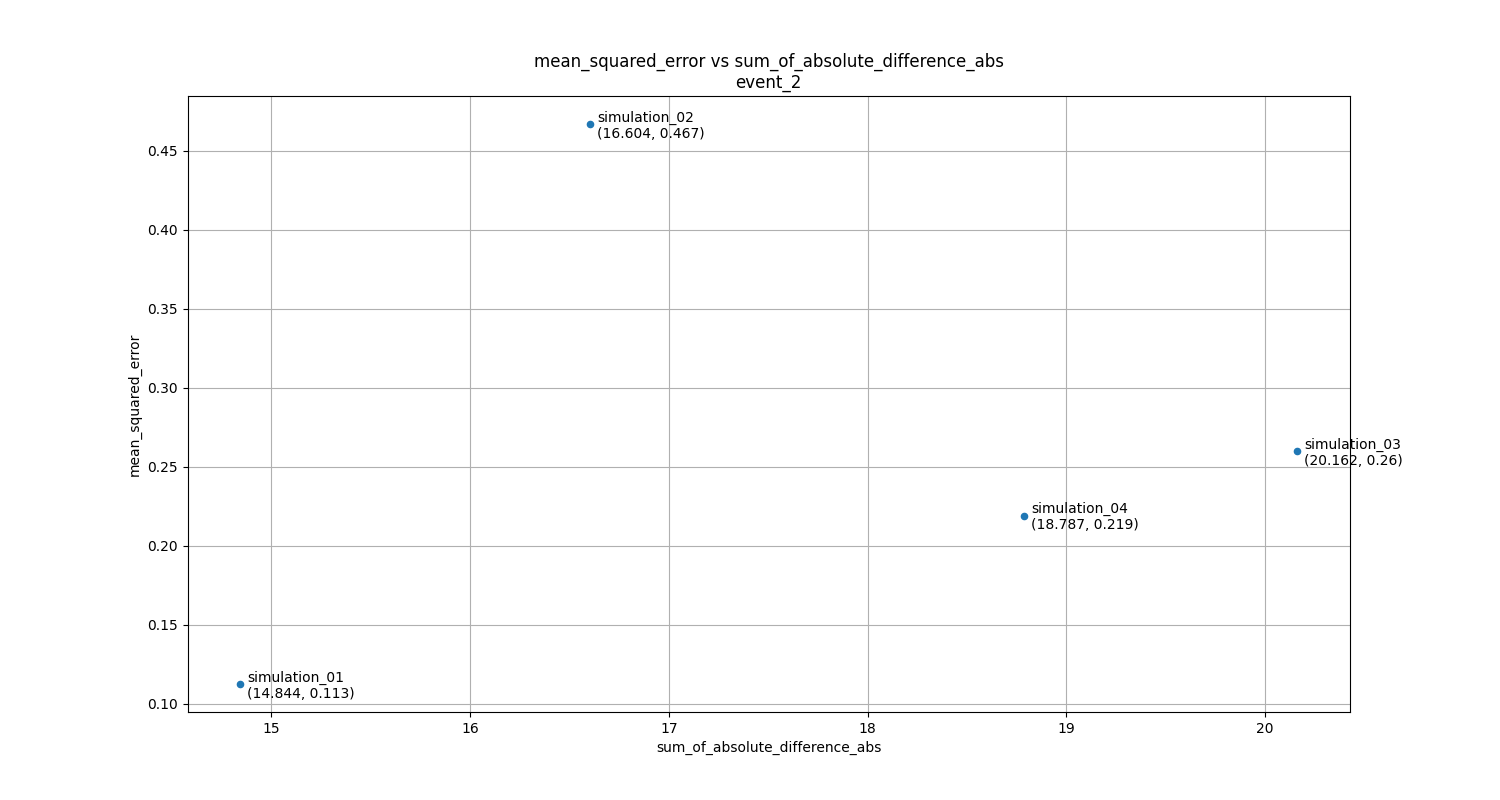 mean_squared_error vs sum_of_absolute_difference_abs
event_2
simulation_02
(16.604, 0.467)
simulation_03
(20.162, 0.26)
simulation_04
(18.787, 0.219)
simulation_01
(14.844, 0.113)
0.45
0.40
0.35
0.30
0.25
0.20
0.15
0.10
mean_squared_error
15 16 17 18 19 20
sum_of_absolute_difference_abs